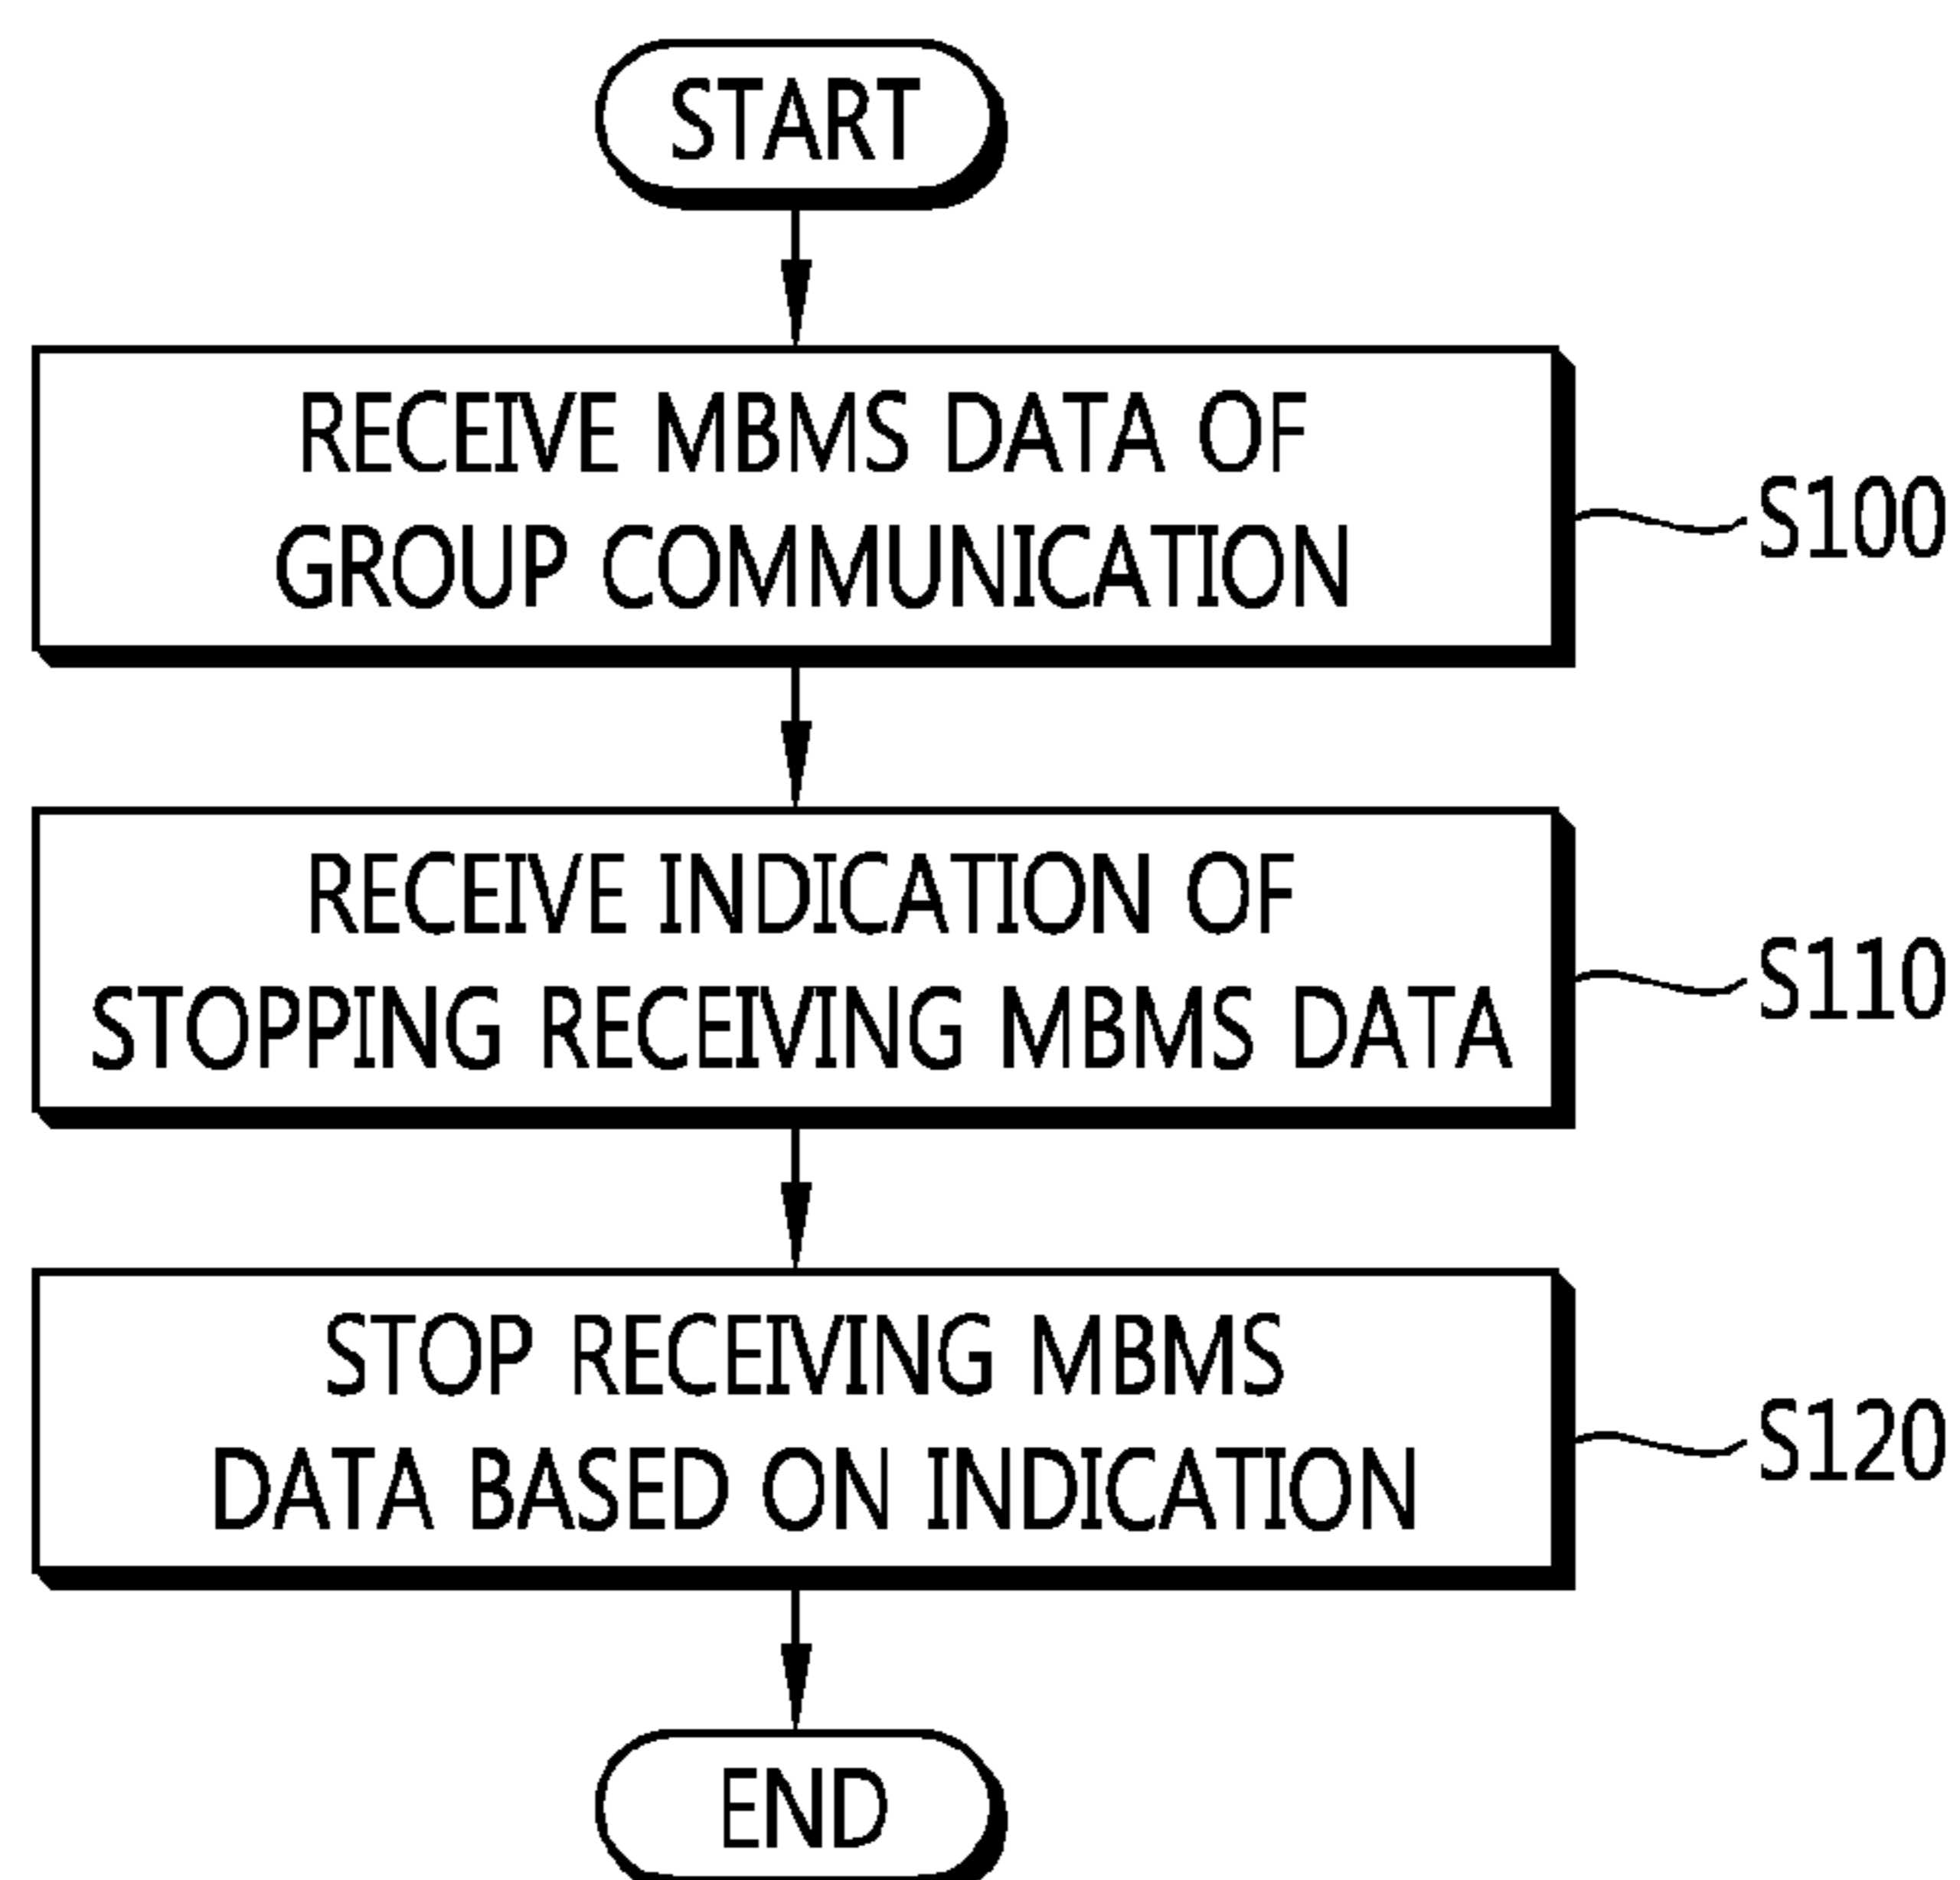 START
RECEIVE MBMS DATA OF
GROUP COMMUNICATION
S100
RECEIVE INDICATION OF
STOPPING RECEIVING MBMS DATA
S110
STOP RECEIVING MBMS
DATA BASED ON INDICATION
S120
END